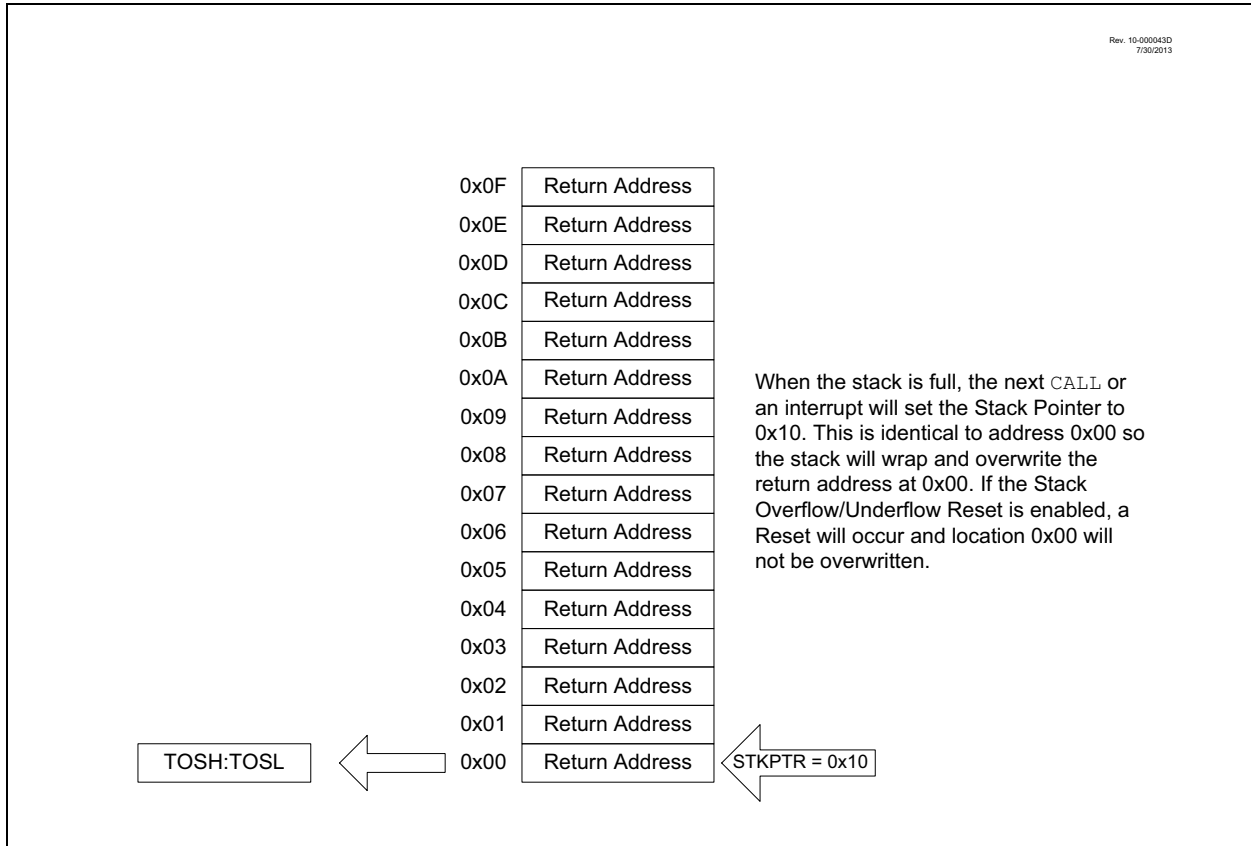 Rev. 10-000043D
7/30/2013
0x0F Return Address
0x0E Return Address
0x0D Return Address
0x0C Return Address
0x0B Return Address
0x0A Return Address
0x09 Return Address
0x08 Return Address
0x07 Return Address
0x06 Return Address
0x05 Return Address
0x04 Return Address
0x03 Return Address
0x02 Return Address
0x01 Return Address
TOSH:TOSL 0x00 Return Address STKPTR = 0x10
When the stack is full, the next CALL or
an interrupt will set the Stack Pointer to
0x10. This is identical to address 0x00 so
the stack will wrap and overwrite the
return address at 0x00. If the Stack
Overflow/Underflow Reset is enabled, a
Reset will occur and location 0x00 will
not be overwritten.